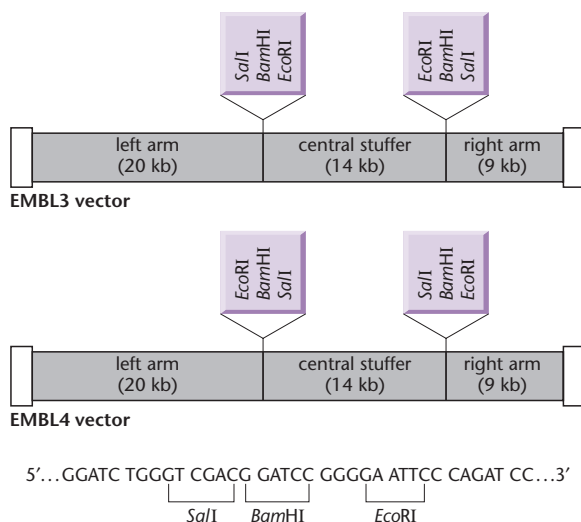 SalI
BamHI
EcoRI
EcoRI
BamHI
SalI
left arm
(20 kb)
central stuffer
(14 kb)
right arm
(9 kb)
EMBL3 vector
EcoRI
BamHI
SalI
SalI
BamHI
EcoRI
left arm
(20 kb)
central stuffer
(14 kb)
right arm
(9 kb)
EMBL4 vector
5′...GGATC TGGGT CGACG GATCC GGGGA ATTCC CAGAT CC...3′
SalI BamHI EcoRI